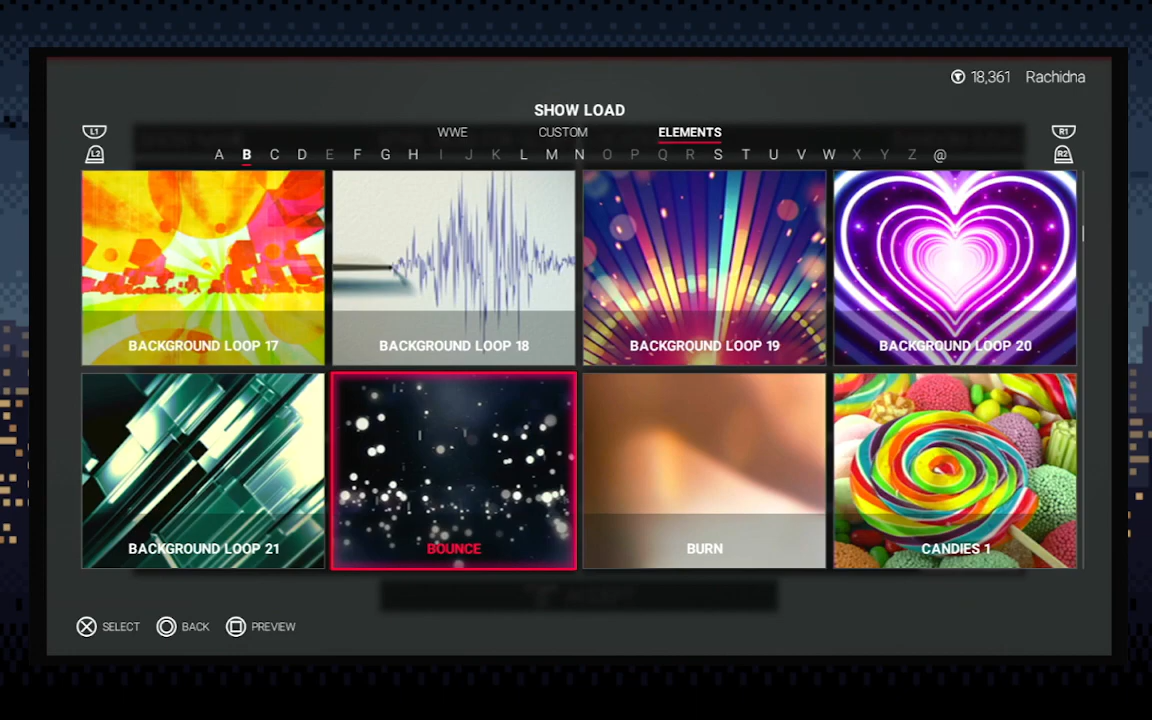 18,361 Rachidna
SHOW LOAD
L1 WWE CUSTOM ELEMENTS R1
L2 A B C D E F G H I J K L M N O P Q R S T U V W X Y Z @ R2
BACKGROUND LOOP 17 BACKGROUND LOOP 18 BACKGROUND LOOP 19 BACKGROUND LOOP 20
BACKGROUND LOOP 21 BOUNCE BURN CANDIES 1
SELECT BACK PREVIEW